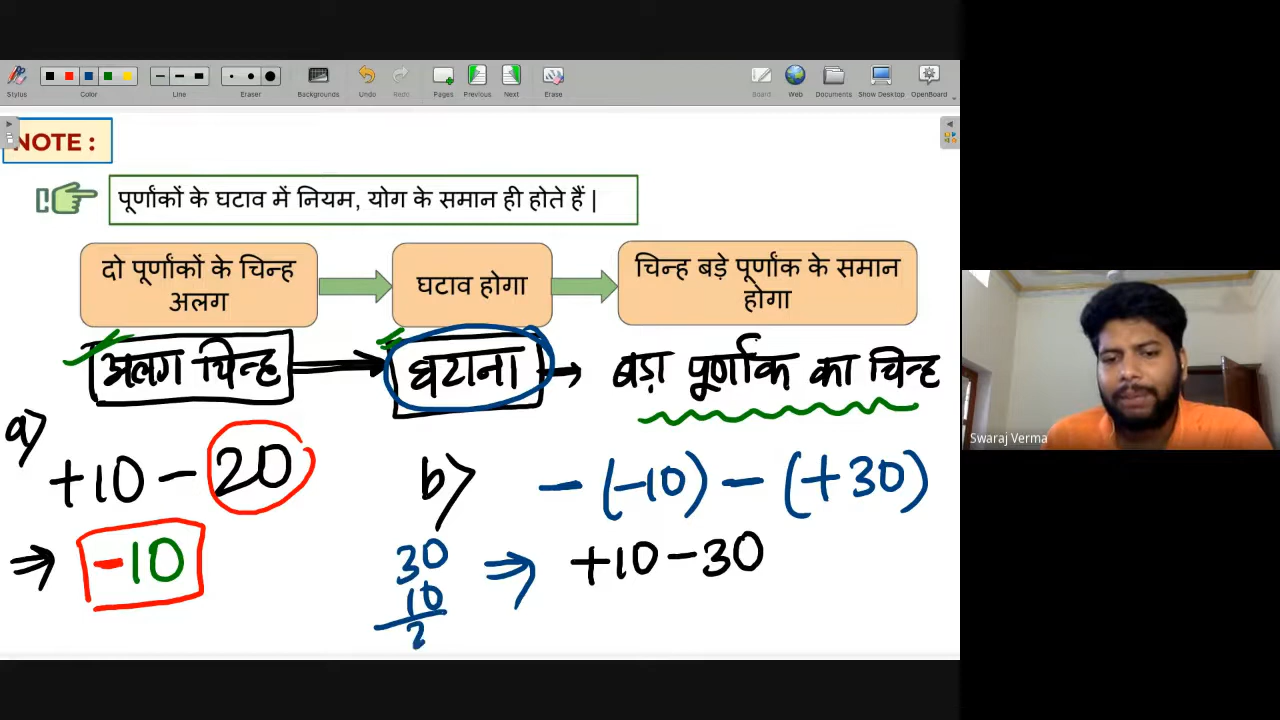 Stylus Color Line Eraser Backgrounds Undo Redo Pages Previous Next Erase Board Web Documents Show Desktop OpenBoard
NOTE :
पूर्णांकों के घटाव में नियम, योग के समान ही होते हैं |
दो पूर्णांकों के चिन्ह अलग
घटाव होगा
चिन्ह बड़े पूर्णांक के समान होगा
अलग चिन्ह घटाना बड़ा पूर्णांक का चिन्ह
Swaraj Verma
a)
+10 - 20
⇒ -10
b) - (-10) - (+30)
⇒ +10 - 30
30
10
2